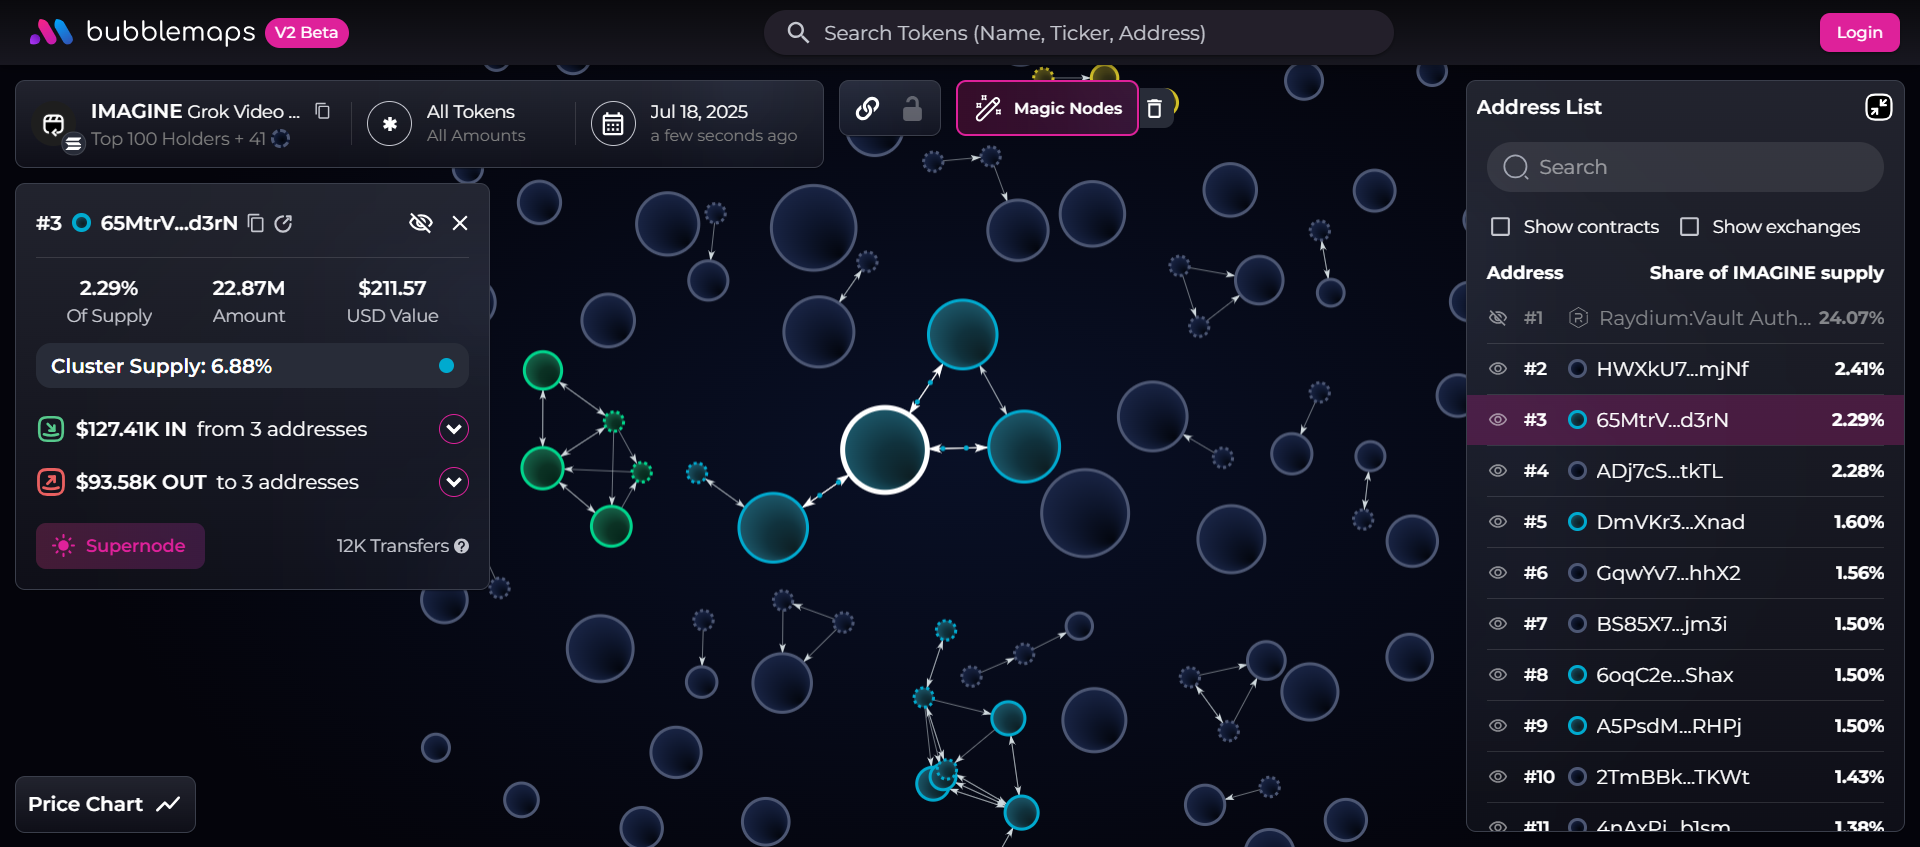 bubblemaps V2 Beta
Search Tokens (Name, Ticker, Address)
Login
IMAGINE Grok Video ...
Top 100 Holders + 41
All Tokens
All Amounts
Jul 18, 2025
a few seconds ago
Magic Nodes
#3 65MtrV...d3rN
2.29%
Of Supply
22.87M
Amount
$211.57
USD Value
Cluster Supply: 6.88%
$127.41K IN from 3 addresses
$93.58K OUT to 3 addresses
Supernode
12K Transfers
Price Chart
Address List
Search
Show contracts
Show exchanges
Address Share of IMAGINE supply
#1 Raydium:Vault Auth... 24.07%
#2 HWXkU7...mjNf 2.41%
#3 65MtrV...d3rN 2.29%
#4 ADj7cS...tkTL 2.28%
#5 DmVKr3...Xnad 1.60%
#6 GqwYv7...hhX2 1.56%
#7 BS85X7...jm3i 1.50%
#8 6oqC2e...Shax 1.50%
#9 A5PsdM...RHPj 1.50%
#10 2TmBBk...TKWt 1.43%
#11 1.38%